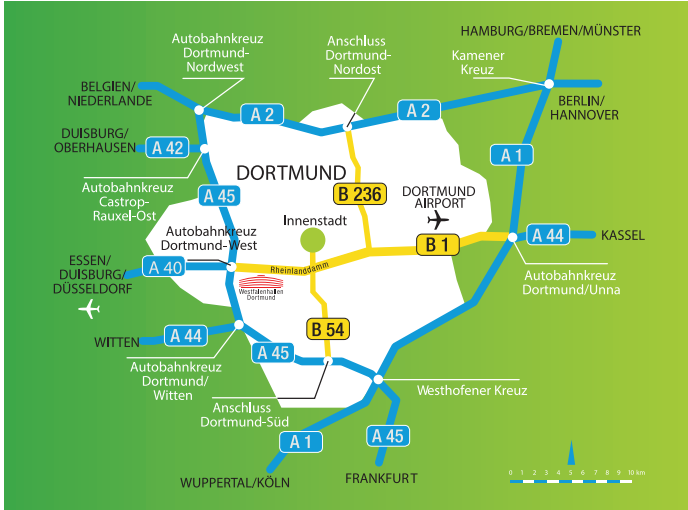 HAMBURG/BREMEN/MÜNSTER
Autobahnkreuz
Dortmund-
Nordwest
Anschluss
Dortmund-
Nordost
Kamener
Kreuz
BELGIEN/
NIEDERLANDE
BERLIN/
HANNOVER
A 2
A 2
DUISBURG/
OBERHAUSEN
A 42
A 1
Autobahnkreuz
Castrop-
Rauxel-Ost
A 45
DORTMUND
B 236
DORTMUND
AIRPORT
Innenstadt
Autobahnkreuz
Dortmund-West
B 1
A 44
KASSEL
ESSEN/
DUISBURG/
DÜSSELDORF
A 40
Rheinlanddamm
Westfalenhallen
Dortmund
Autobahnkreuz
Dortmund/Unna
WITTEN
A 44
A 45
B 54
Autobahnkreuz
Dortmund/
Witten
Anschluss
Dortmund-Süd
Westhofener Kreuz
A 1
A 45
WUPPERTAL/KÖLN
FRANKFURT
0 1 2 3 4 5 6 7 8 9 10 km